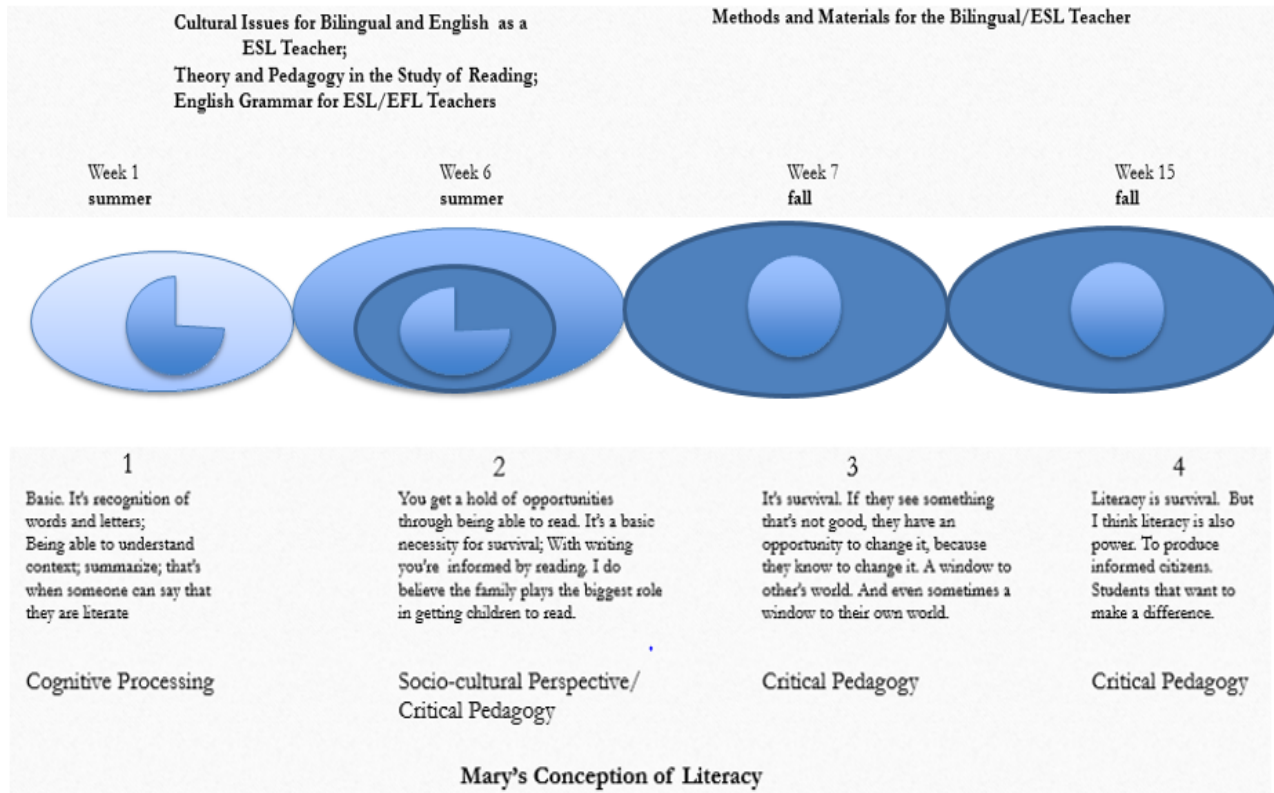 Cultural Issues for Bilingual and English as a
ESL Teacher;
Theory and Pedagogy in the Study of Reading;
English Grammar for ESL/EFL Teachers
Methods and Materials for the Bilingual/ESL Teacher
Week 1
summer
Week 6
summer
Week 7
fall
Week 15
fall
1
Basic. It's recognition of
words and letters;
Being able to understand
context; summarize; that's
when someone can say that
they are literate
Cognitive Processing
2
You get a hold of opportunities
through being able to read. It's a basic
necessity for survival; With writing
you're informed by reading. I do
believe the family plays the biggest role
in getting children to read.
Socio-cultural Perspective/
Critical Pedagogy
3
It's survival. If they see something
that's not good, they have an
opportunity to change it, because
they know to change it. A window to
other's world. And even sometimes a
window to their own world.
Critical Pedagogy
4
Literacy is survival. But
I think literacy is also
power. To produce
informed citizens.
Students that want to
make a difference.
Critical Pedagogy
Mary's Conception of Literacy